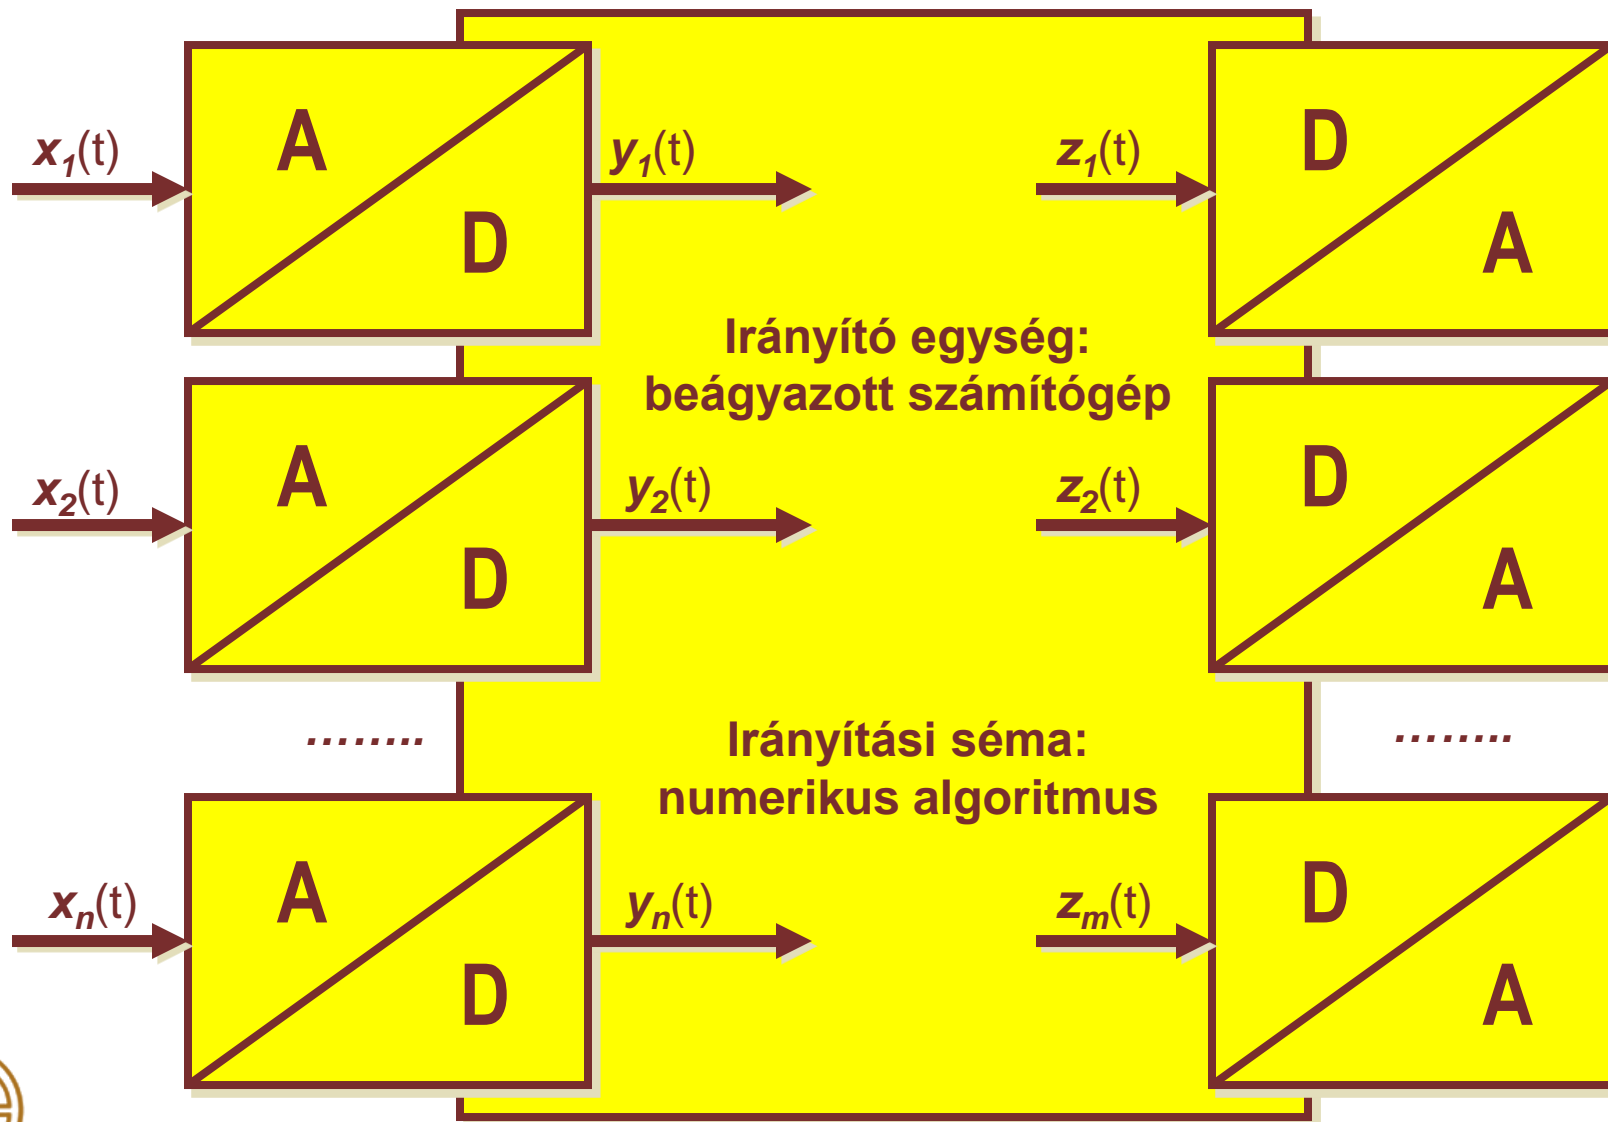 A
D
x₁(t)
A
y₁(t)
z₁(t)
D
D
A
Irányító egység:
beágyazott számítógép
A
D
x₂(t)
y₂(t)
z₂(t)
D
A
........
Irányítási séma:
numerikus algoritmus
........
A
D
xₙ(t)
yₙ(t)
zₘ(t)
D
A